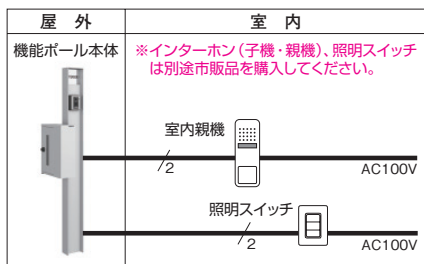 屋 外
室 内
機能ポール本体
※インターホン(子機・親機)、照明スイッチ
は別途市販品を購入してください。
室内親機
2
AC100V
照明スイッチ
2
AC100V